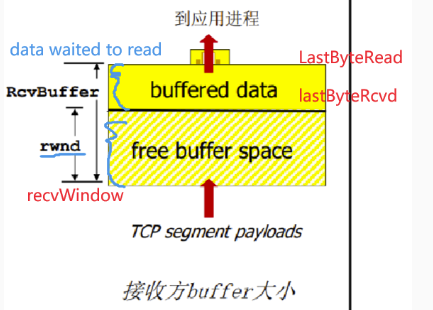 到应用进程
data waited to read
LastByteRead
RcvBuffer
buffered data
lastByteRcvd
rwnd
free buffer space
recvWindow
TCP segment payloads
接收方buffer大小